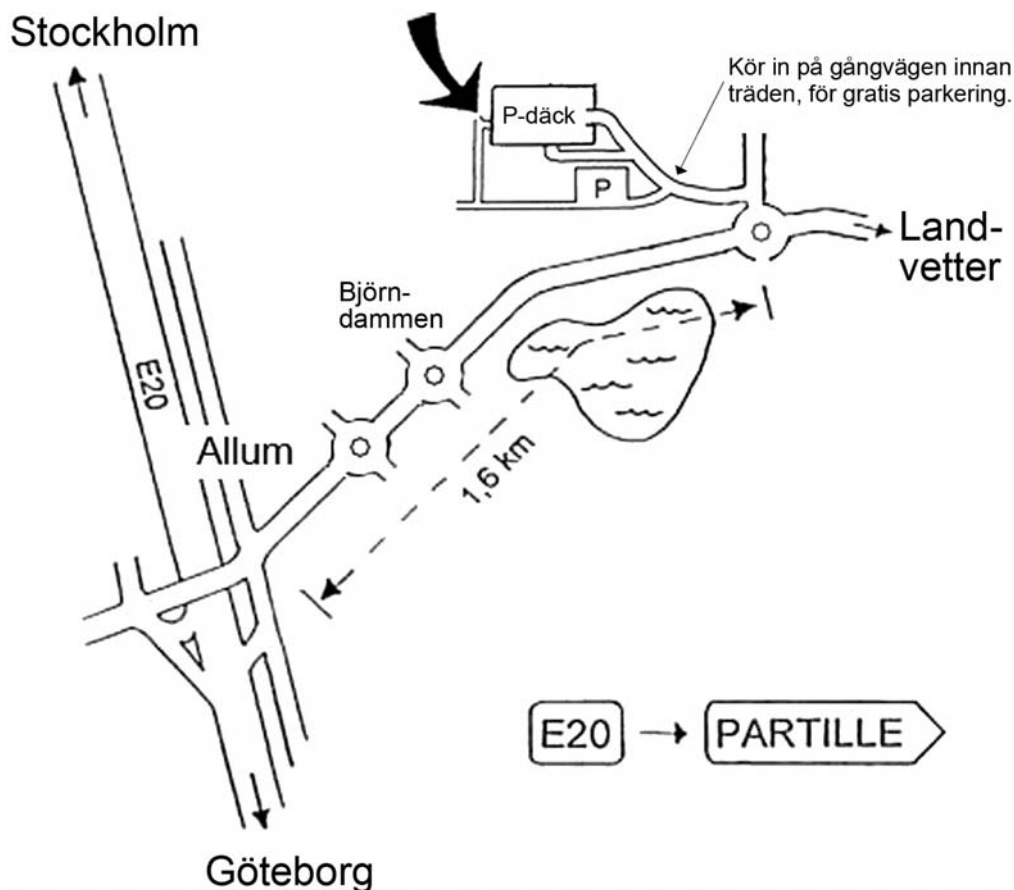 Stockholm
Kör in på gångvägen innan
träden, för gratis parkering.
P-däck
P
Land-
vetter
Björn-
dammen
E20
Allum
1,6 km
E20
PARTILLE
Göteborg